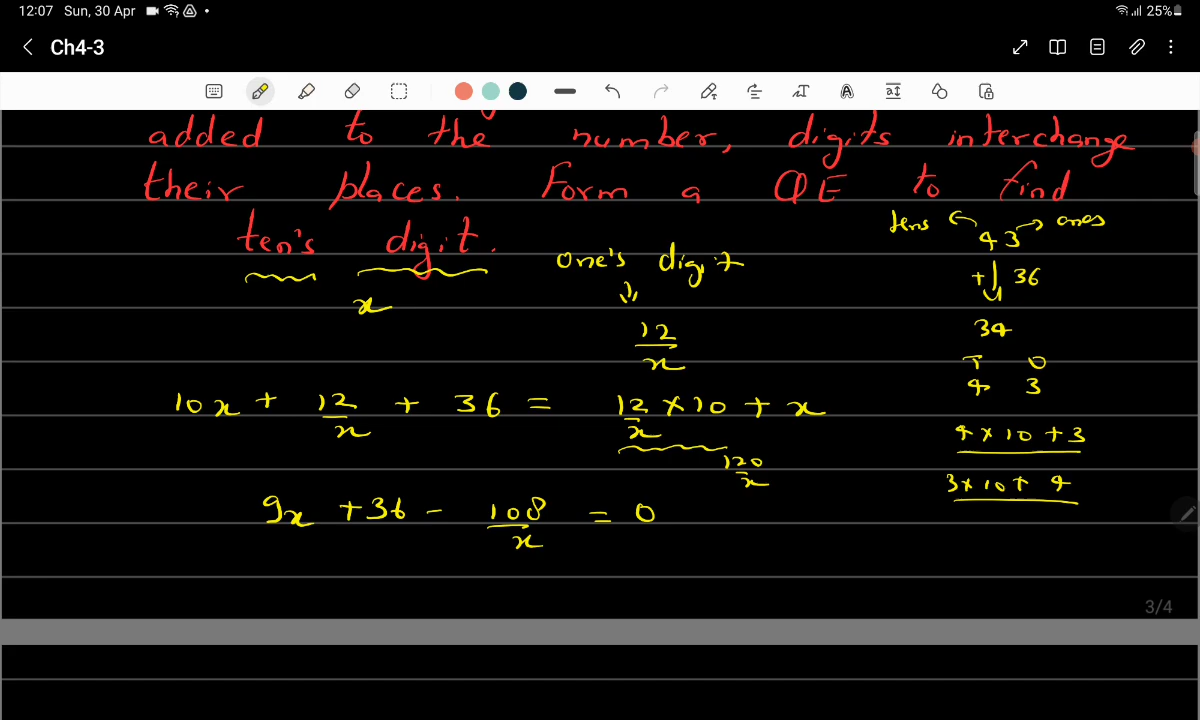 12:07 Sun, 30 Apr
25%
Ch4-3
added to the number, digits interchange
their places. Form a QE to find
ten's digit.
x
one's digit
12/x
10x + 12/x + 36 = 12/x × 10 + x
120/x
9x + 36 - 108/x = 0
tens ← 43 → ones
+ ↓ 36
34
T O
4 3
4 × 10 + 3
3 × 10 + 4
3/4